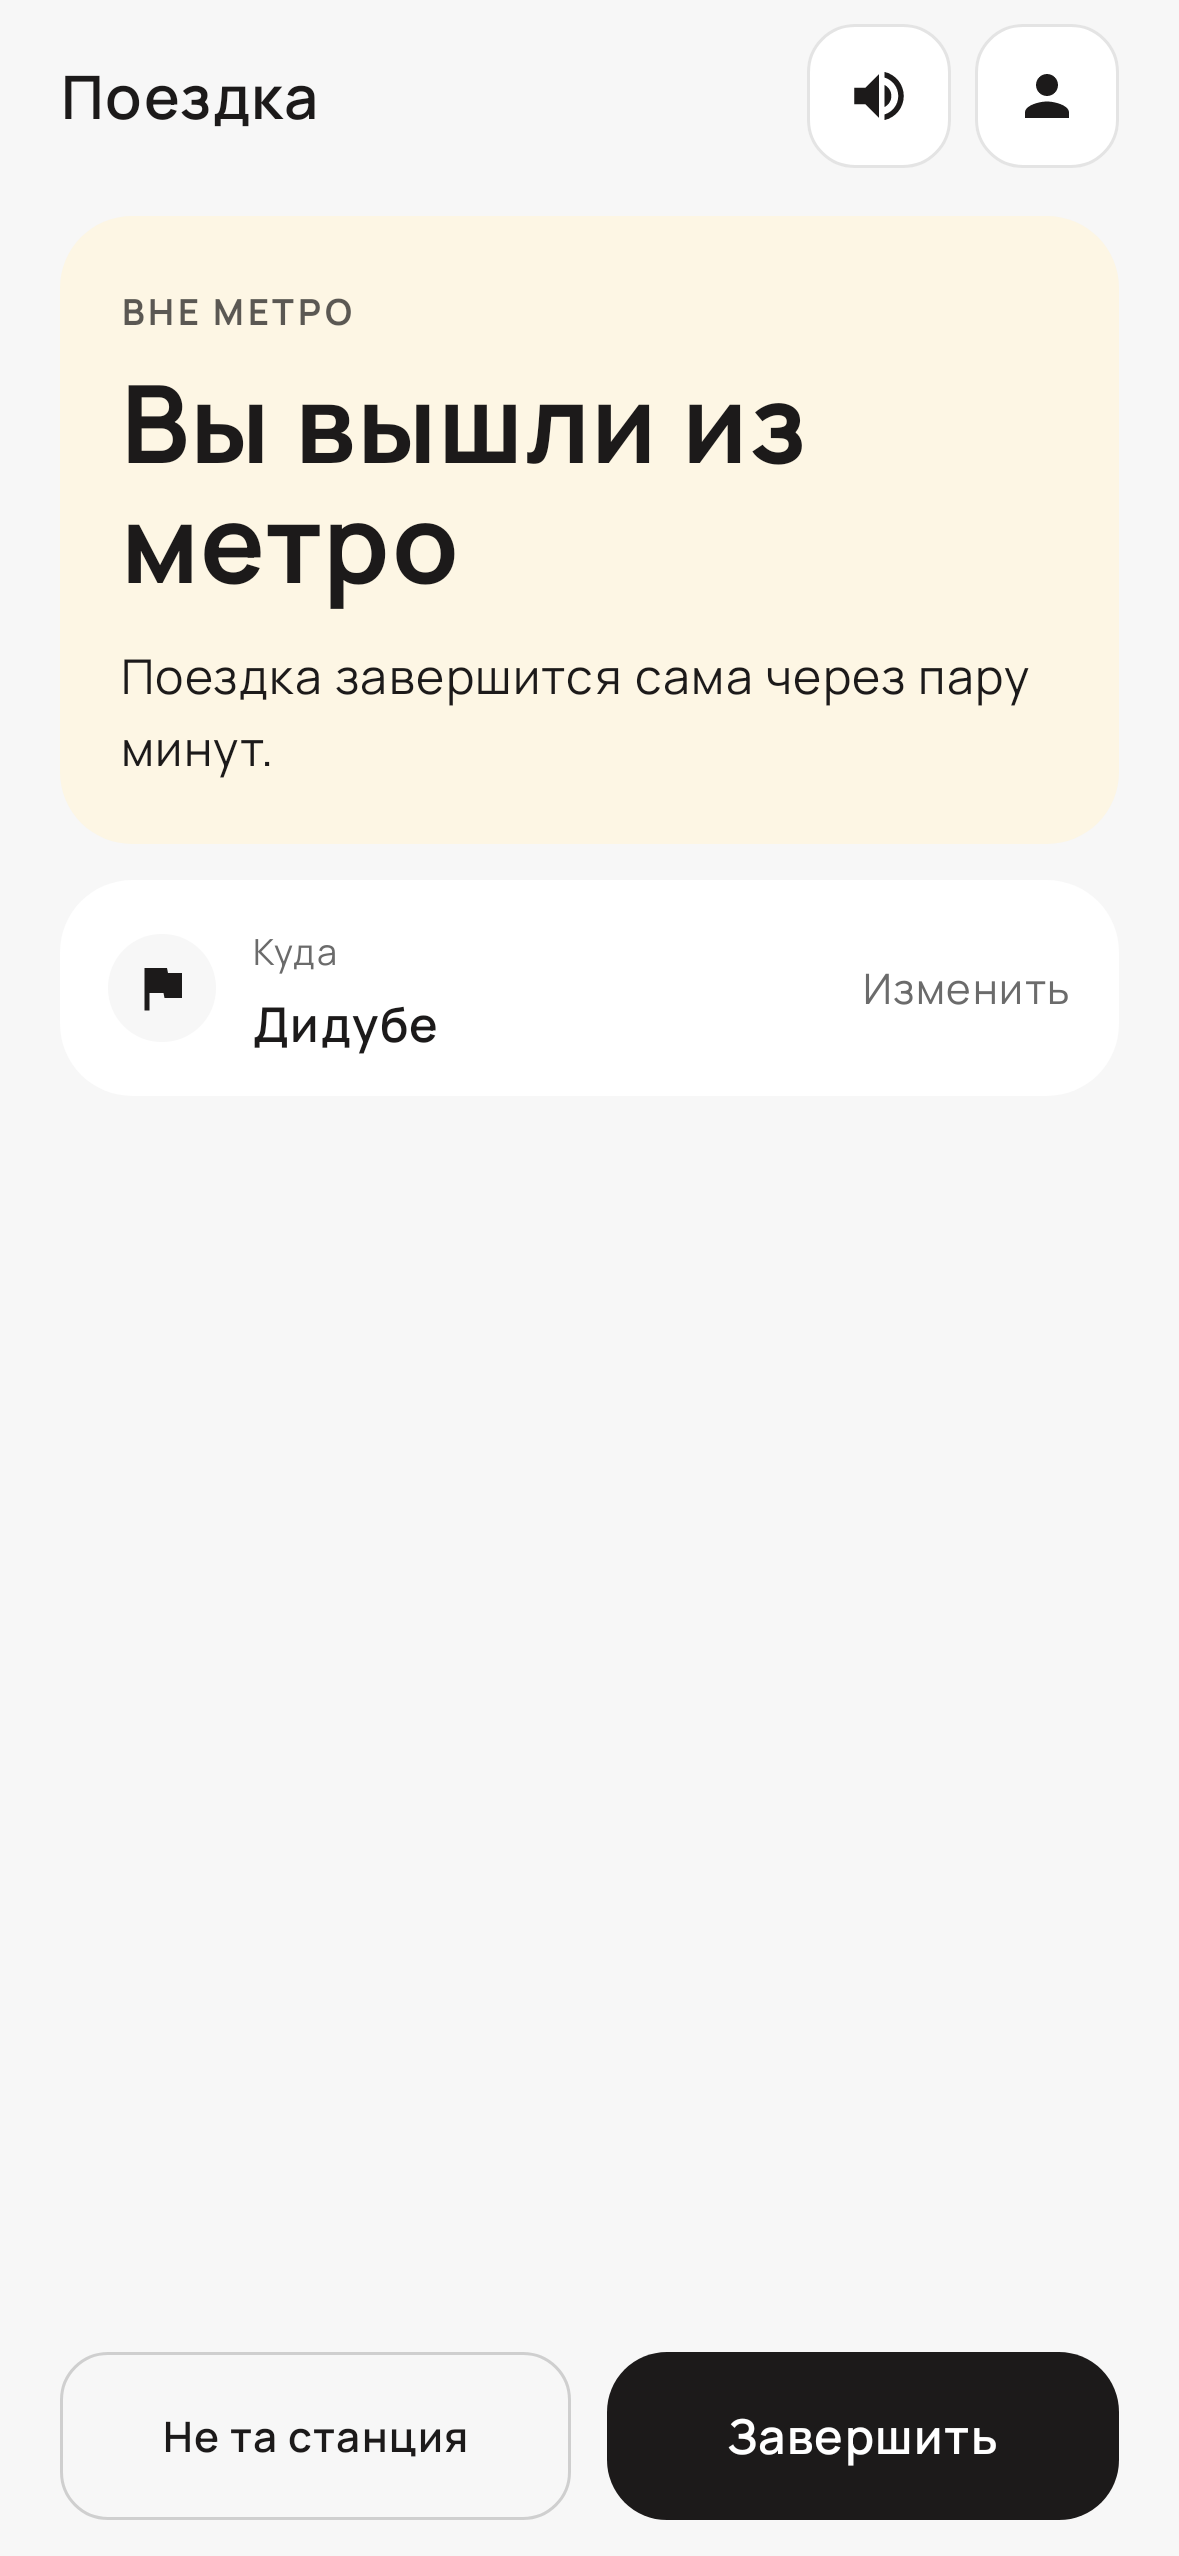 Поездка
ВНЕ МЕТРО
Вы вышли из
метро
Поездка завершится сама через пару
минут.
Куда
Дидубе
Изменить
Не та станция
Завершить